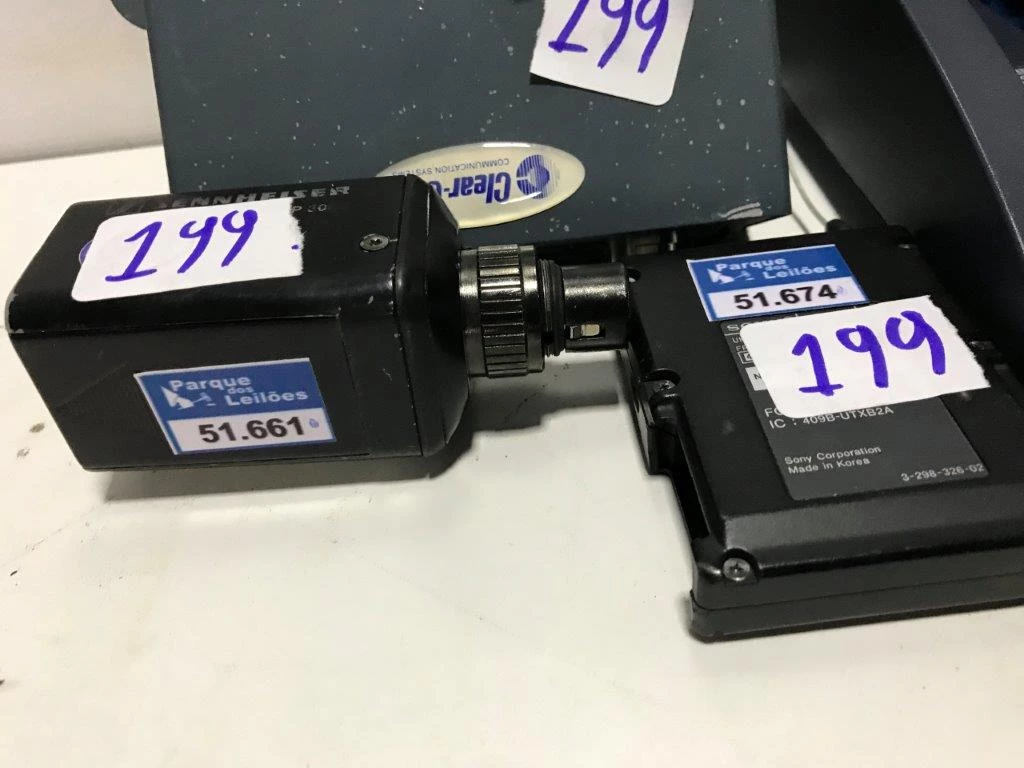 199
Clear-
COMMUNICATION SYSTEMS
SENNHEISER
P 30
199
Parque
dos
Leilões
51.661
Parque
dos
Leilões
51.674
199
IC : 409B-UTXB2A
Sony Corporation
Made in Korea
3-298-326-02